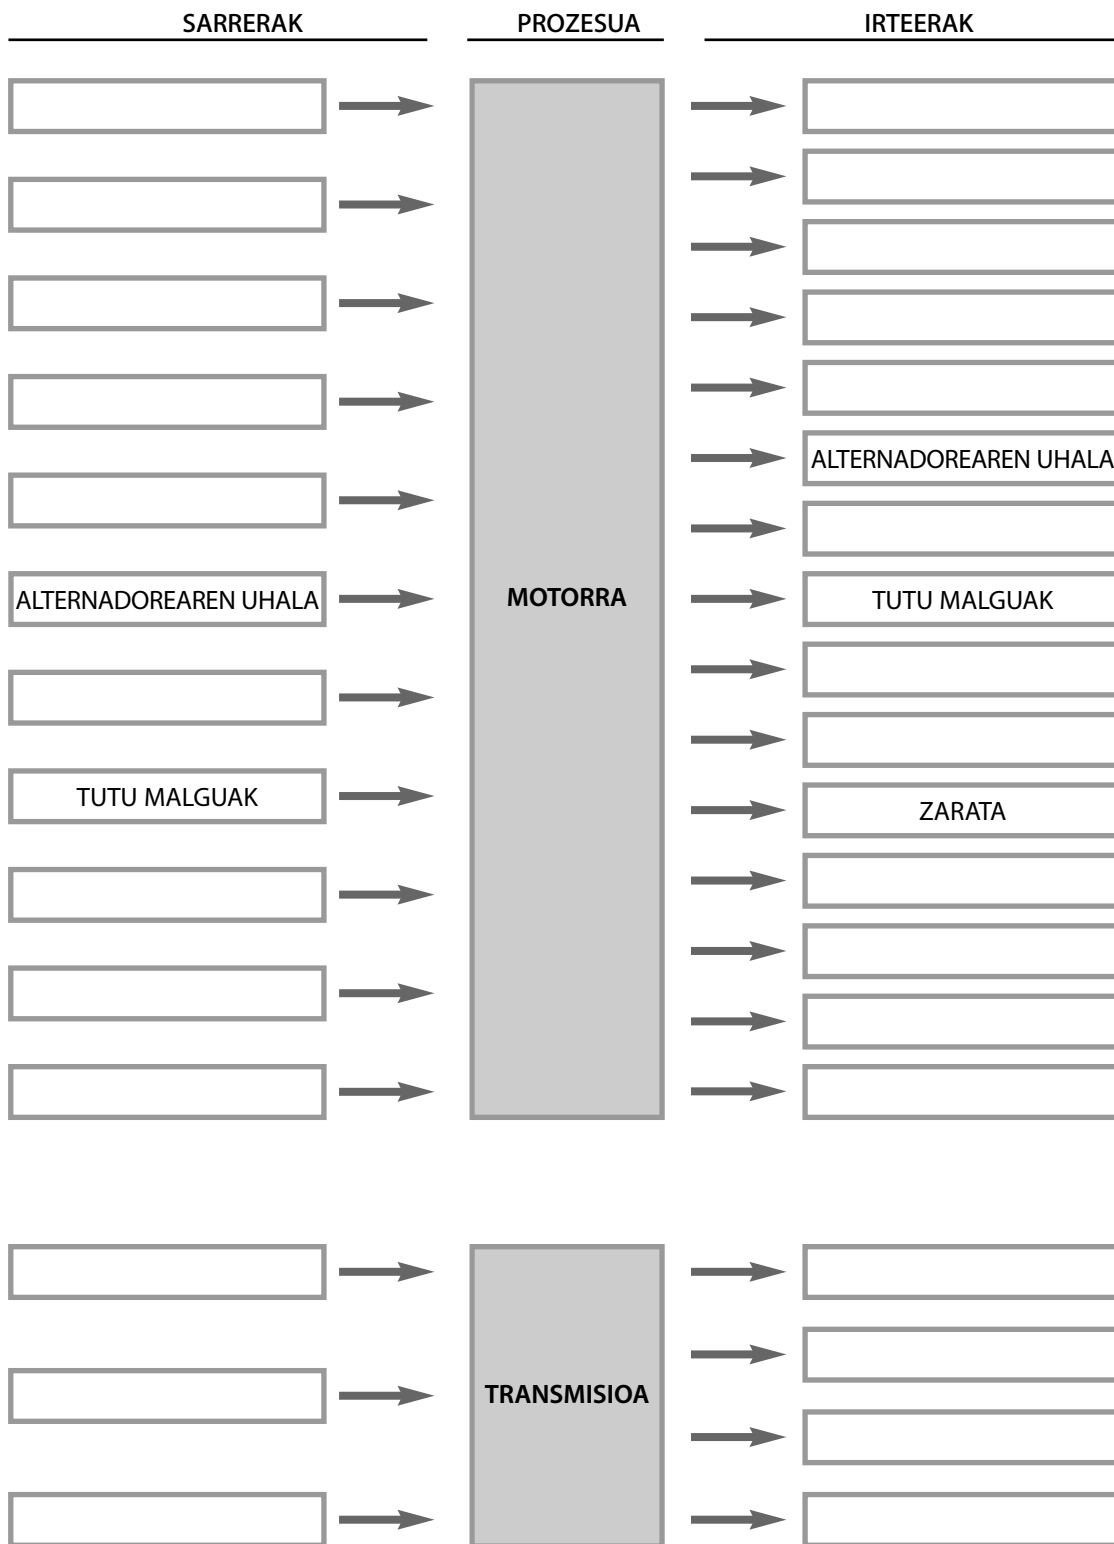 SARRERAK
PROZESUA
IRTEERAK
ALTERNADOREAREN UHALA
ALTERNADOREAREN UHALA
MOTORRA
TUTU MALGUAK
TUTU MALGUAK
ZARATA
TRANSMISIOA